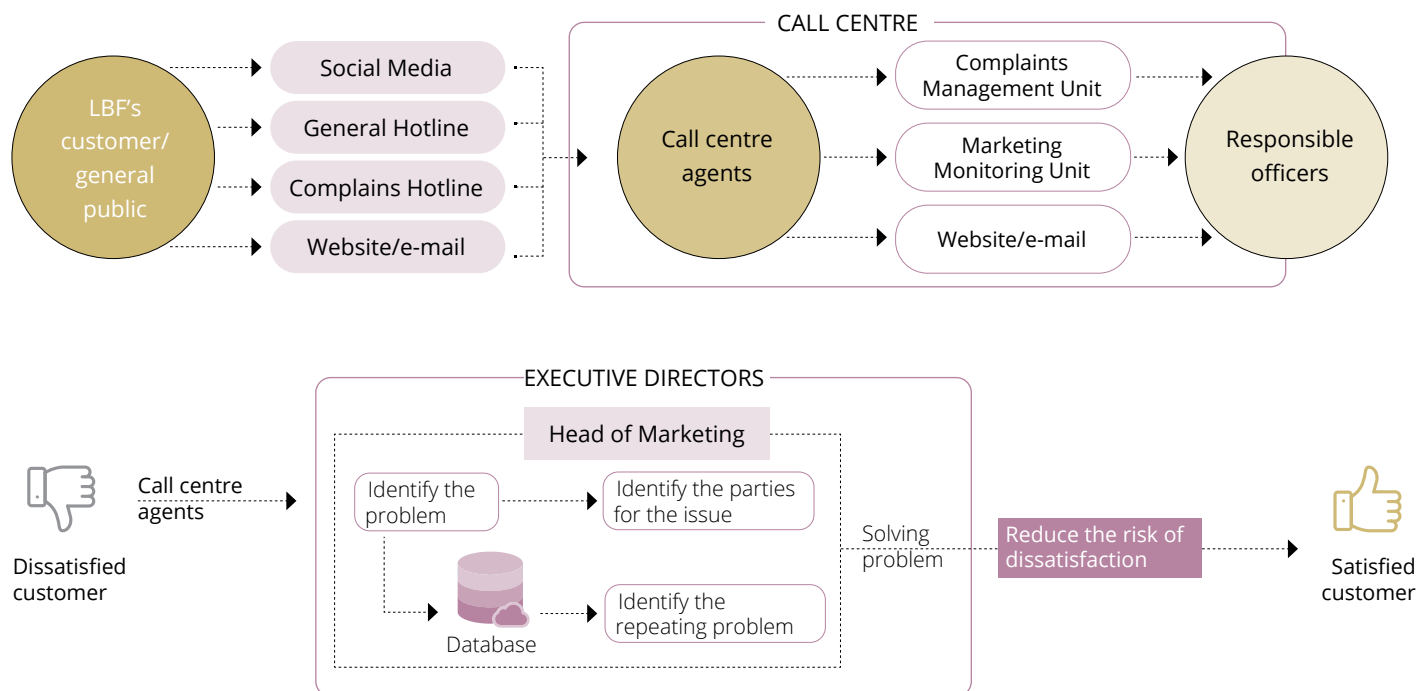 CALL CENTRE
LBF's
customer/
general
public
Social Media
General Hotline
Complains Hotline
Website/e-mail
Call centre
agents
Complaints
Management Unit
Marketing
Monitoring Unit
Website/e-mail
Responsible
officers
EXECUTIVE DIRECTORS
Head of Marketing
Dissatisfied
customer
Call centre
agents
Identify the
problem
Identify the parties
for the issue
Database
Identify the
repeating problem
Solving
problem
Reduce the risk of
dissatisfaction
Satisfied
customer